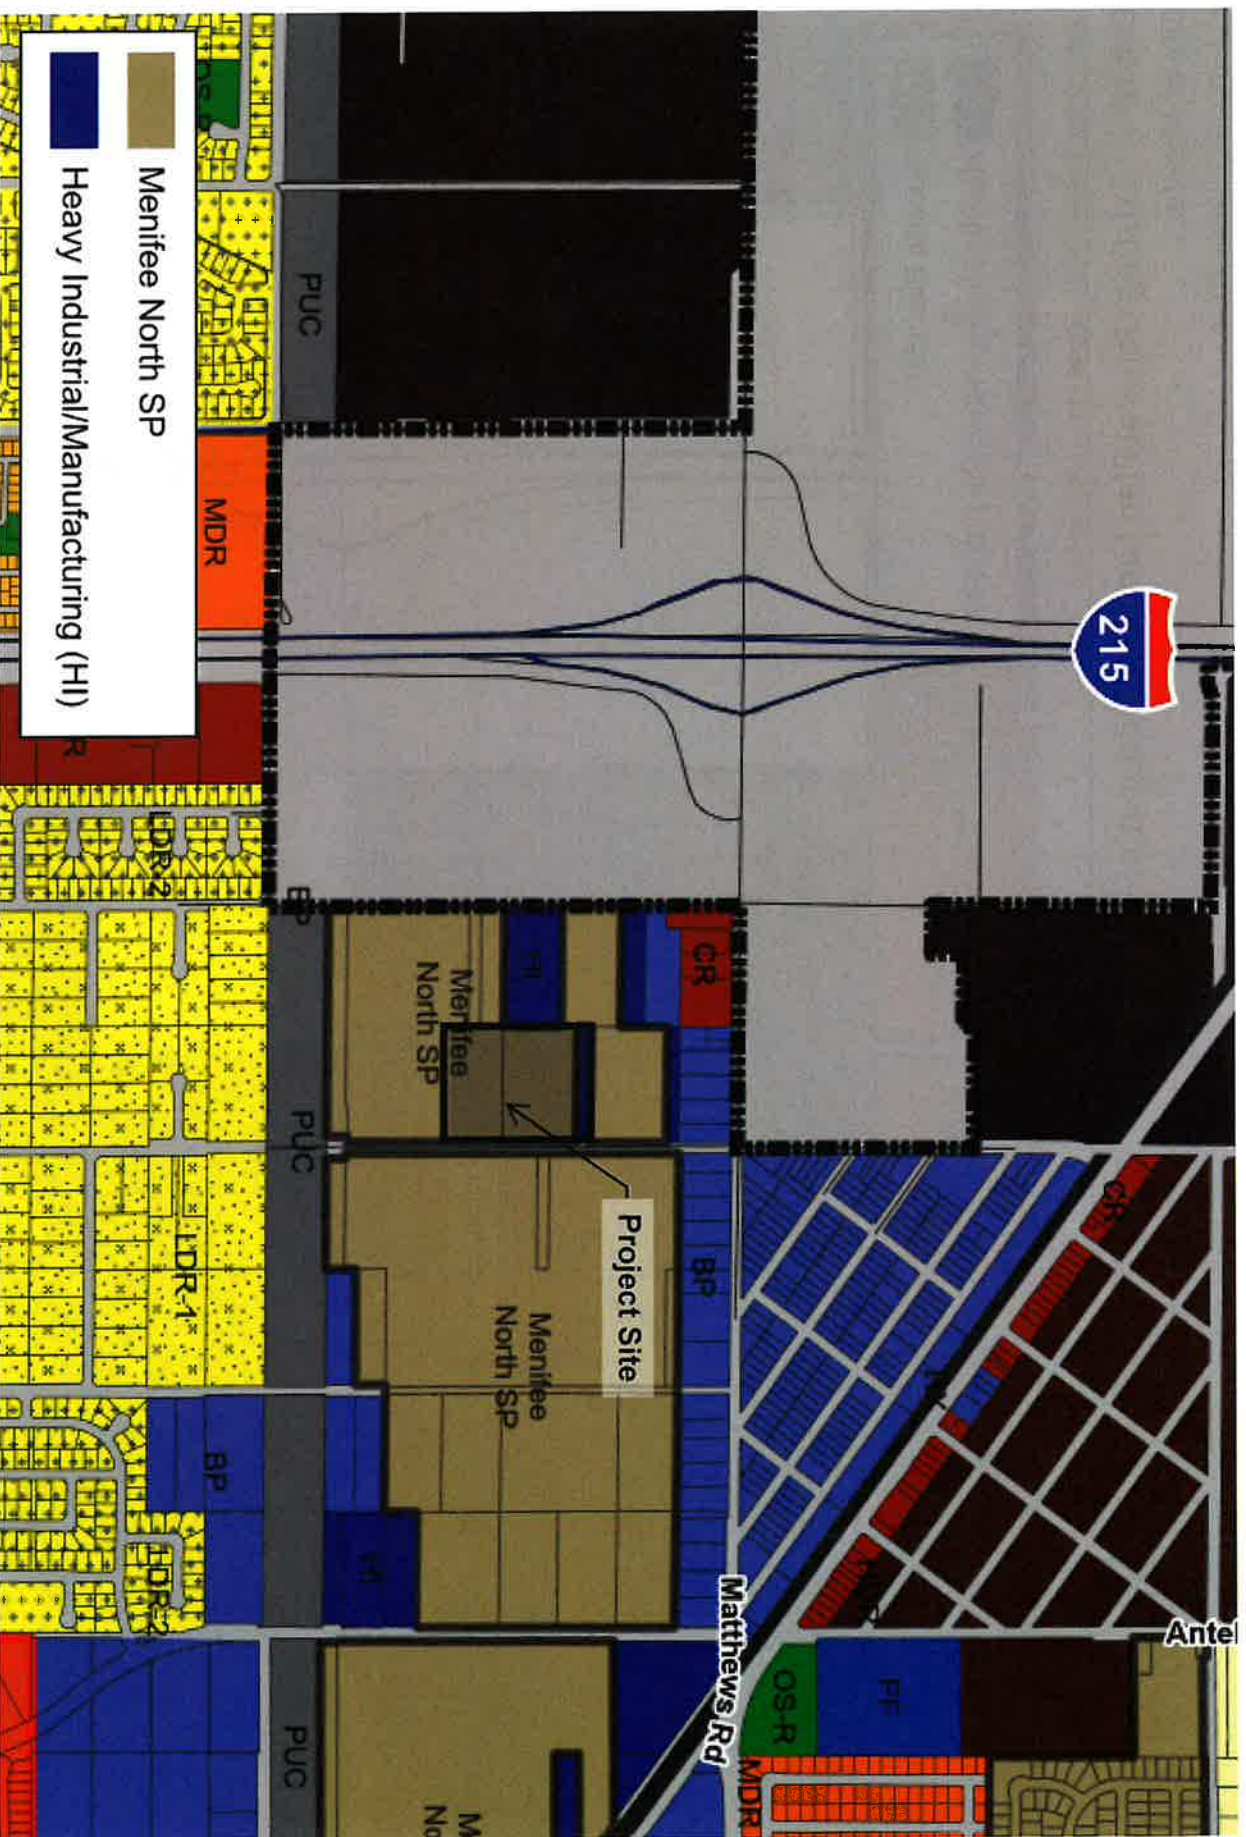 215
Antel
CR
CR
OS-R
PF
MDR
Matthews Rd
BP
Project Site
HI
Menifee
North SP
Menifee
North SP
HI
PUC
PUC
PUC
BP
MDR
LDR-2
LDR-1
LDR-2
R
Menifee North SP
Heavy Industrial/Manufacturing (HI)